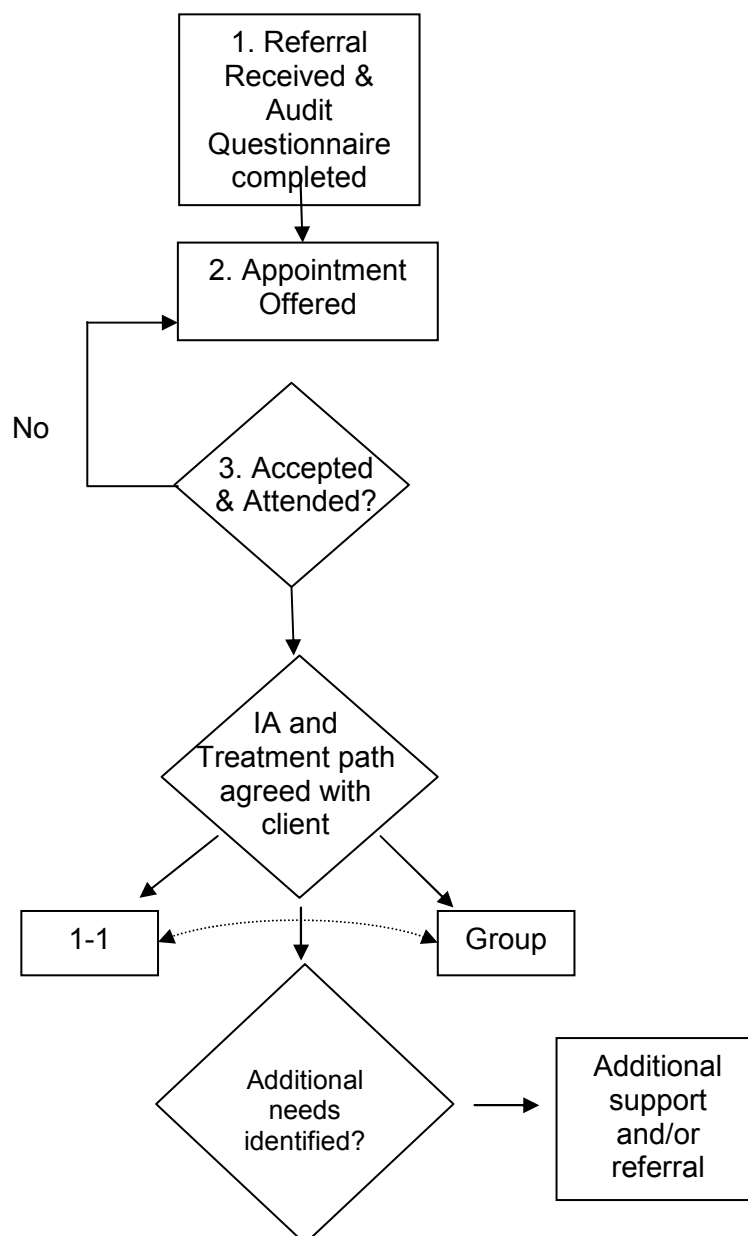 1. Referral
Received &
Audit
Questionnaire
completed
2. Appointment
Offered
No
3. Accepted
& Attended?
IA and
Treatment path
agreed with
client
1-1
Group
Additional
needs
identified?
Additional
support
and/or
referral